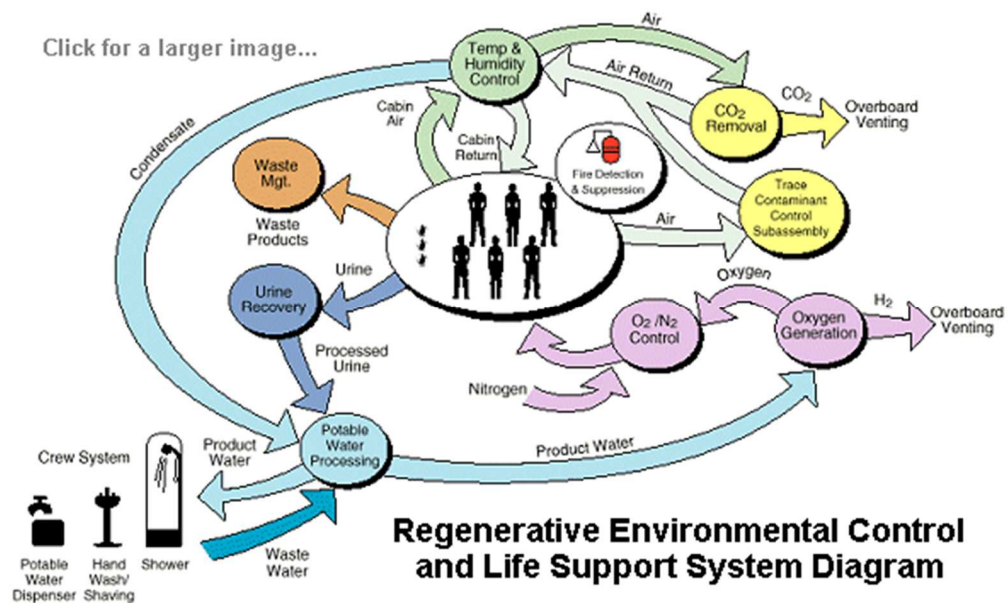 Click for a larger image...
Temp &
Humidity
Control
Air
Air Return
CO₂
CO₂
Removal
Overboard
Venting
Cabin
Air
Cabin
Return
Condensate
Fire Detection
& Suppression
Waste
Mgt.
Waste
Products
Trace
Contaminant
Control
Subassembly
Air
Urine
Urine
Recovery
Oxygen
O₂ /N₂
Control
Oxygen
Generation
H₂
Overboard
Venting
Processed
Urine
Nitrogen
Potable
Water
Processing
Product Water
Product
Water
Crew System
Waste
Water
Potable
Water
Dispenser
Hand
Wash/
Shaving
Shower
Regenerative Environmental Control
and Life Support System Diagram